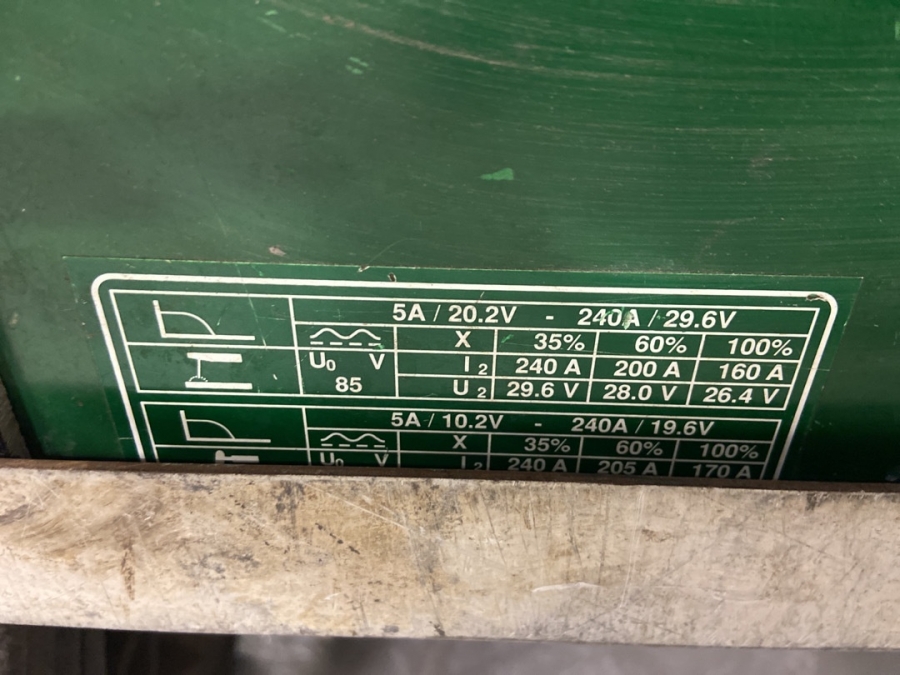 5A / 20.2V - 240A / 29.6V
X 35% 60% 100%
U0 V I2 240 A 200 A 160 A
85 U2 29.6 V 28.0 V 26.4 V
5A / 10.2V - 240A / 19.6V
X 35% 60% 100%
U0 V I2 240 A 205 A 170 A